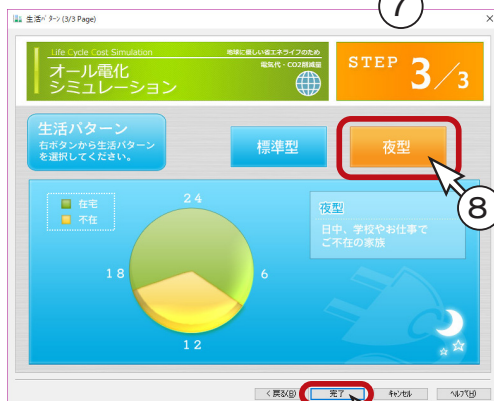 ⑦
生活パターン (3/3 Page)
Life Cycle Cost Simulation
オール電化
シミュレーション
地球に優しい省エネライフのため
電気代・CO2削減量
STEP 3/3
生活パターン
右ボタンから生活パターン
を選択してください。
標準型
夜型
⑧
在宅
不在
24
18
6
12
夜型
日中、学校やお仕事で
ご不在の家族
< 戻る(B)
完了
キャンセル
ヘルプ(H)